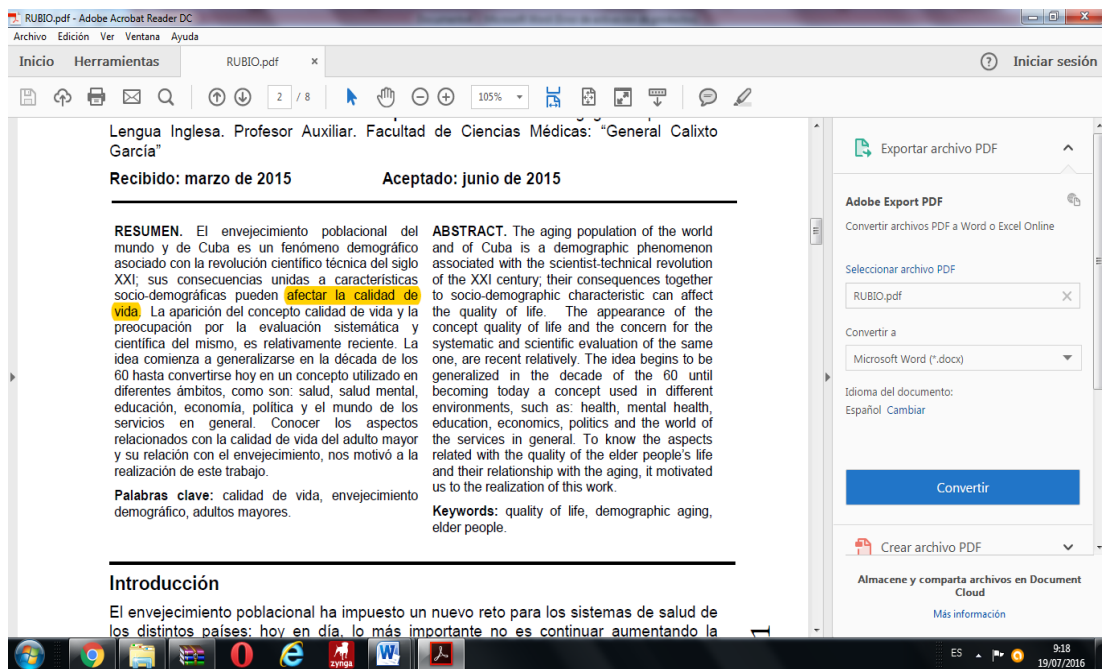 RUBIO.pdf - Adobe Acrobat Reader DC
Archivo Edición Ver Ventana Ayuda
Inicio Herramientas RUBIO.pdf × Iniciar sesión
2 / 8 105%
Lengua Inglesa. Profesor Auxiliar. Facultad de Ciencias Médicas: “General Calixto
García”
Recibido: marzo de 2015 Aceptado: junio de 2015
RESUMEN. El envejecimiento poblacional del
mundo y de Cuba es un fenómeno demográfico
asociado con la revolución científico técnica del siglo
XXI; sus consecuencias unidas a características
socio-demográficas pueden afectar la calidad de
vida. La aparición del concepto calidad de vida y la
preocupación por la evaluación sistemática y
científica del mismo, es relativamente reciente. La
idea comienza a generalizarse en la década de los
60 hasta convertirse hoy en un concepto utilizado en
diferentes ámbitos, como son: salud, salud mental,
educación, economía, política y el mundo de los
servicios en general. Conocer los aspectos
relacionados con la calidad de vida del adulto mayor
y su relación con el envejecimiento, nos motivó a la
realización de este trabajo.
Palabras clave: calidad de vida, envejecimiento
demográfico, adultos mayores.
ABSTRACT. The aging population of the world
and of Cuba is a demographic phenomenon
associated with the scientist-technical revolution
of the XXI century; their consequences together
to socio-demographic characteristic can affect
the quality of life. The appearance of the
concept quality of life and the concern for the
systematic and scientific evaluation of the same
one, are recent relatively. The idea begins to be
generalized in the decade of the 60 until
becoming today a concept used in different
environments, such as: health, mental health,
education, economics, politics and the world of
the services in general. To know the aspects
related with the quality of the elder people's life
and their relationship with the aging, it motivated
us to the realization of this work.
Keywords: quality of life, demographic aging,
elder people.
Introducción
El envejecimiento poblacional ha impuesto un nuevo reto para los sistemas de salud de
los distintos países; hoy en día, lo más importante no es continuar aumentando la
1
Exportar archivo PDF
Adobe Export PDF
Convertir archivos PDF a Word o Excel Online
Seleccionar archivo PDF
RUBIO.pdf
Convertir a
Microsoft Word (*.docx)
Idioma del documento:
Español Cambiar
Convertir
Crear archivo PDF
Almacene y comparta archivos en Document
Cloud
Más información
zynga
ES
9:18
19/07/2016